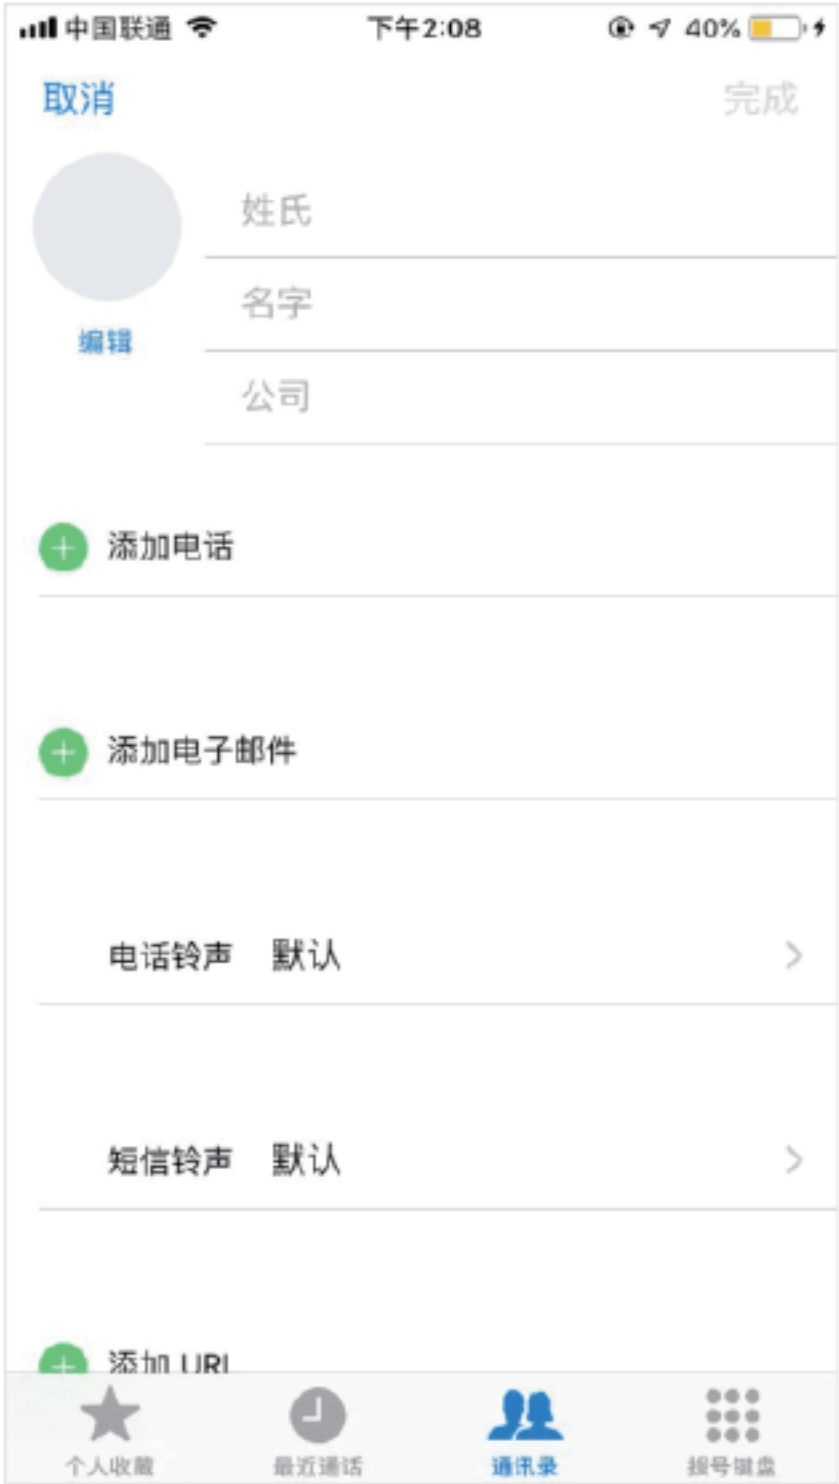 中国联通 下午2:08 40%
取消 完成
姓氏
名字
编辑
公司
添加电话
添加电子邮件
电话铃声 默认
短信铃声 默认
添加 URL
个人收藏 最近通话 通讯录 拨号键盘